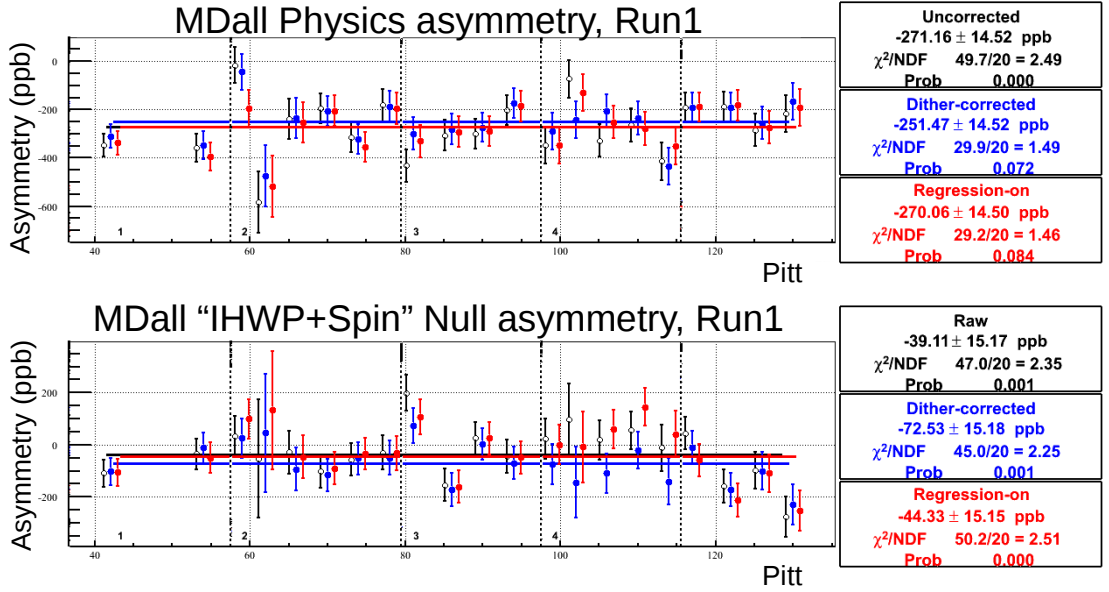 MDall Physics asymmetry, Run1
Asymmetry (ppb)
0
-200
-400
-600
1
2
3
4
40
60
80
100
120
Pitt
Uncorrected
-271.16 ± 14.52 ppb
χ²/NDF 49.7/20 = 2.49
Prob 0.000
Dither-corrected
-251.47 ± 14.52 ppb
χ²/NDF 29.9/20 = 1.49
Prob 0.072
Regression-on
-270.06 ± 14.50 ppb
χ²/NDF 29.2/20 = 1.46
Prob 0.084
MDall “IHWP+Spin” Null asymmetry, Run1
Asymmetry (ppb)
200
0
-200
1
2
3
4
40
60
80
100
120
Pitt
Raw
-39.11 ± 15.17 ppb
χ²/NDF 47.0/20 = 2.35
Prob 0.001
Dither-corrected
-72.53 ± 15.18 ppb
χ²/NDF 45.0/20 = 2.25
Prob 0.001
Regression-on
-44.33 ± 15.15 ppb
χ²/NDF 50.2/20 = 2.51
Prob 0.000